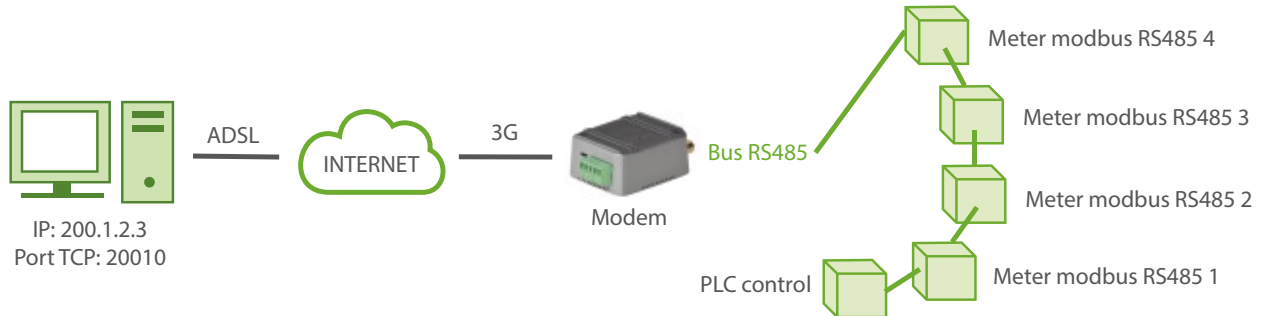 ADSL
INTERNET
3G
Bus RS485
Modem
IP: 200.1.2.3
Port TCP: 20010
Meter modbus RS485 4
Meter modbus RS485 3
Meter modbus RS485 2
Meter modbus RS485 1
PLC control